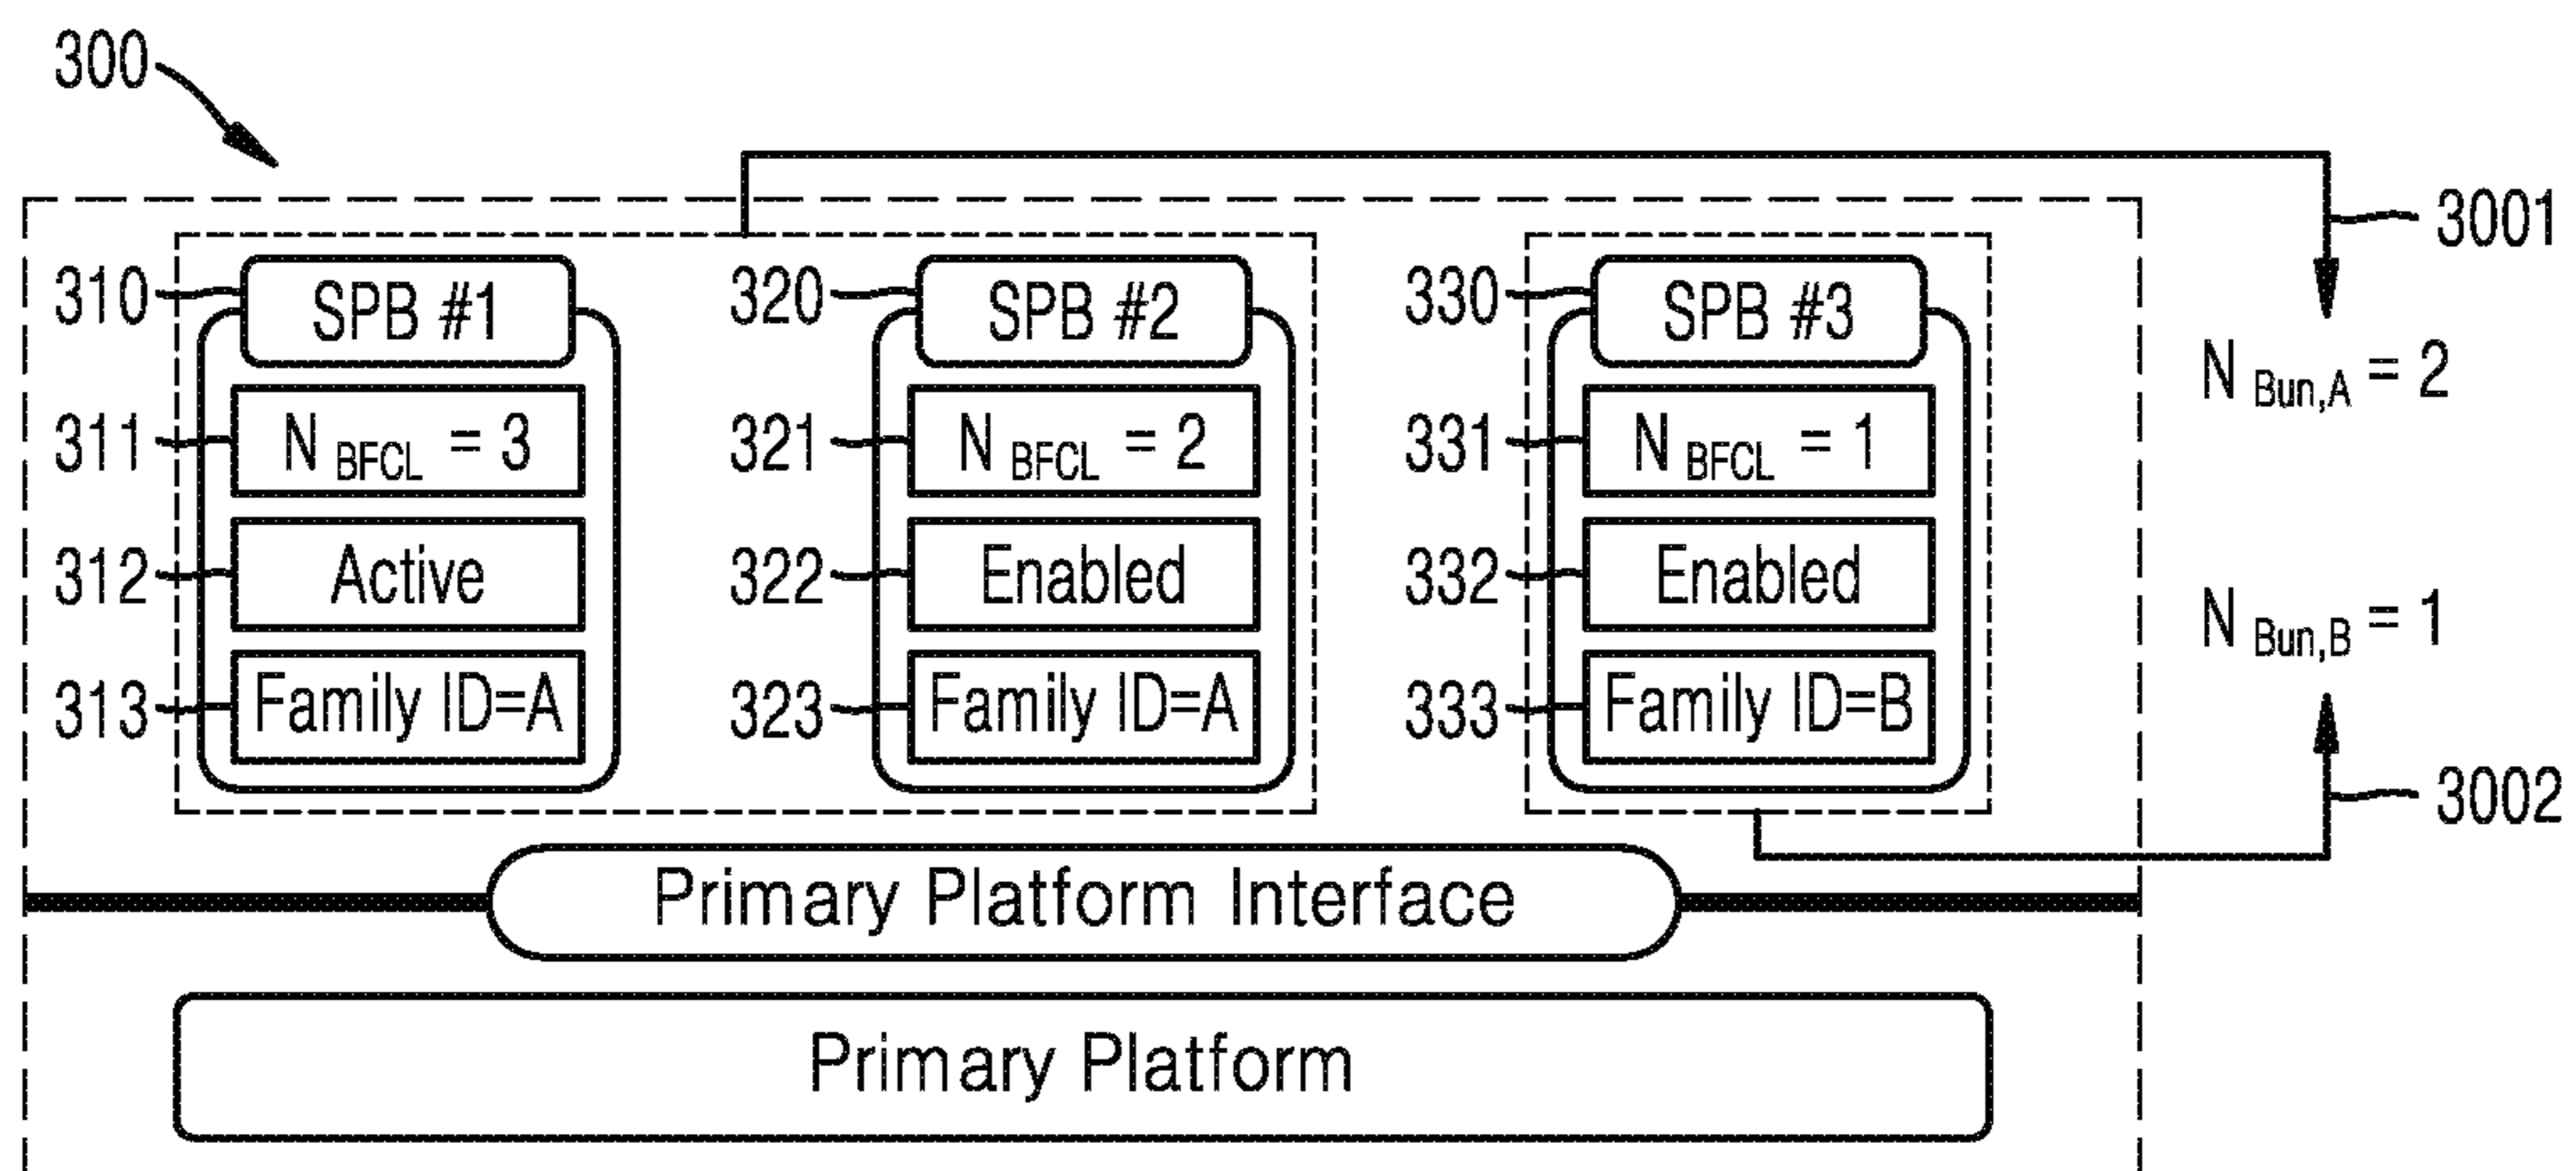 300
3001
310 SPB #1 320 SPB #2 330 SPB #3
N Bun,A = 2
311 N BFCL = 3 321 N BFCL = 2 331 N BFCL = 1
312 Active 322 Enabled 332 Enabled
N Bun,B = 1
313 Family ID=A 323 Family ID=A 333 Family ID=B
3002
Primary Platform Interface
Primary Platform